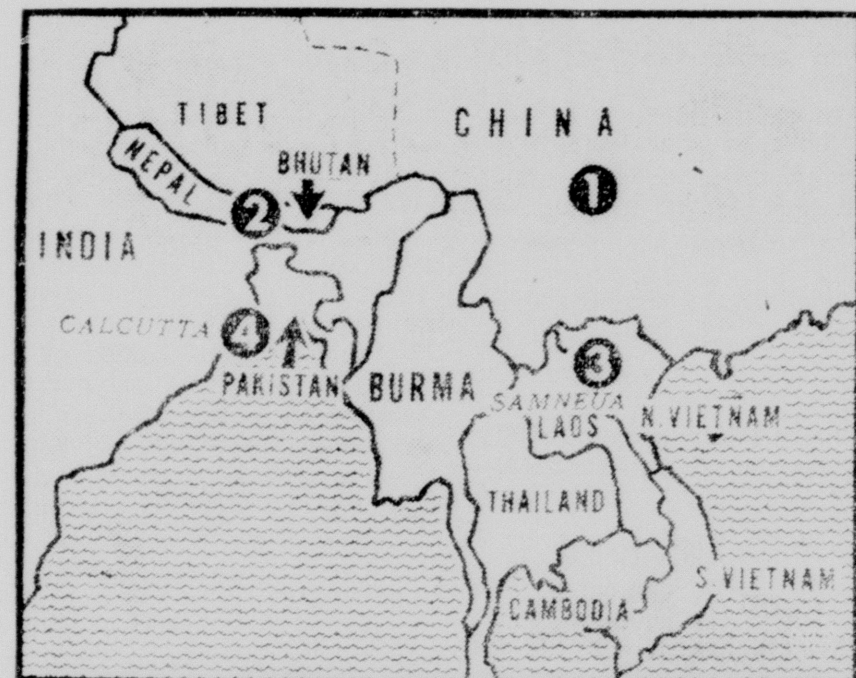 TIBET
CHINA
NEPAL
BHUTAN
1
2
INDIA
CALCUTTA 4
3
PAKISTAN
BURMA
SAMNEUA
LAOS
N. VIETNAM
THAILAND
S. VIETNAM
CAMBODIA